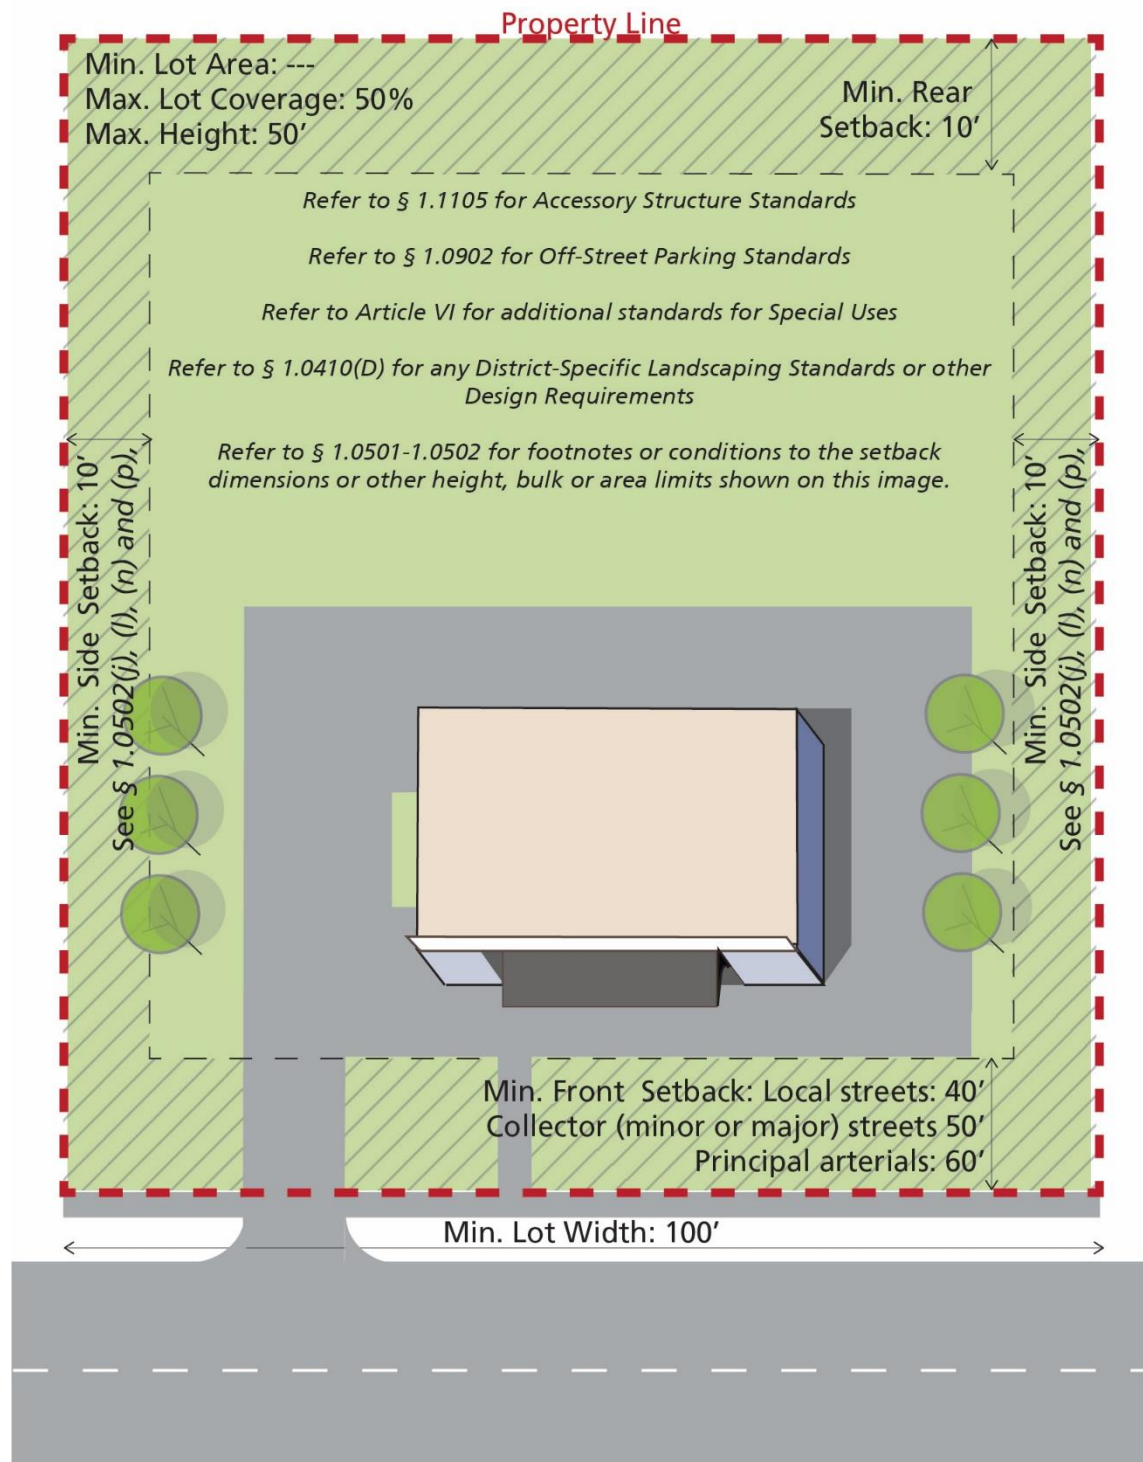 Property Line
Min. Lot Area: ---
Max. Lot Coverage: 50%
Max. Height: 50’
Min. Rear
Setback: 10’
Refer to § 1.1105 for Accessory Structure Standards
Refer to § 1.0902 for Off-Street Parking Standards
Refer to Article VI for additional standards for Special Uses
Refer to § 1.0410(D) for any District-Specific Landscaping Standards or other
Design Requirements
Refer to § 1.0501-1.0502 for footnotes or conditions to the setback
dimensions or other height, bulk or area limits shown on this image.
Min. Side Setback: 10’
See § 1.0502(j), (l), (n) and (p),
Min. Side Setback: 10’
See § 1.0502(j), (l), (n) and (p),
Min. Front Setback: Local streets: 40’
Collector (minor or major) streets 50’
Principal arterials: 60’
Min. Lot Width: 100’